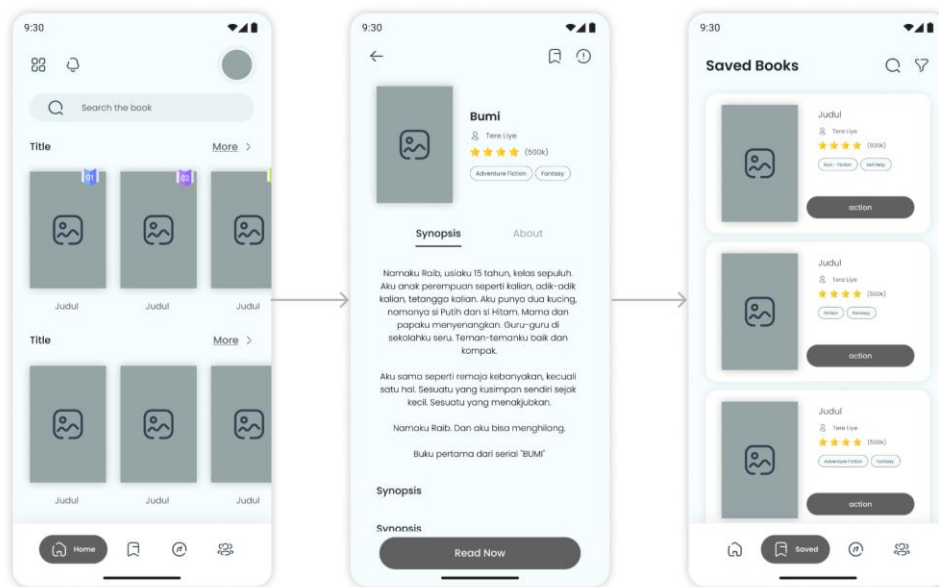 9:30
Search the book
Title
More >
01
02
Judul
Judul
Judul
Title
More >
Judul
Judul
Judul
Home
9:30
Bumi
Tere Liye
(500k)
Adventure Fiction
Fantasy
Synopsis
About
Namaku Raib, usiaku 15 tahun, kelas sepuluh.
Aku anak perempuan seperti kalian, adik-adik
kalian, tetangga kalian. Aku punya dua kucing,
namanya si Putih dan si Hitam. Mama dan
papaku menyenangkan. Guru-guru di
sekolahku seru. Teman-temanku baik dan
kompak.
Aku sama seperti remaja kebanyakan, kecuali
satu hal. Sesuatu yang kusimpan sendiri sejak
kecil. Sesuatu yang menakjubkan.
Namaku Raib. Dan aku bisa menghilang.
Buku pertama dari serial "BUMI"
Synopsis
Synopsis
Read Now
9:30
Saved Books
Judul
Tere Liye
(500k)
Non - Fiction
Self Help
action
Judul
Tere Liye
(500k)
Fiction
Fantasy
action
Judul
Tere Liye
(500k)
Adventure Fiction
Fantasy
action
Saved